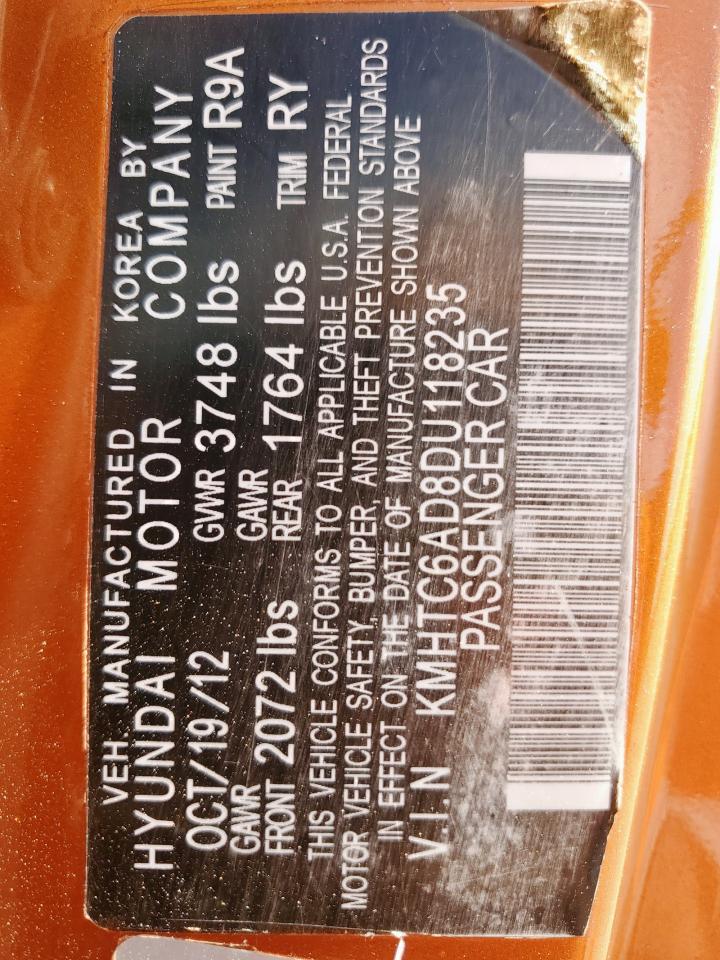 VEH. MANUFACTURED IN KOREA BY
HYUNDAI MOTOR COMPANY
OCT/19/12 GVWR 3748 lbs PAINT R9A
GAWR GAWR
FRONT 2072 lbs REAR 1764 lbs TRIM RY
THIS VEHICLE CONFORMS TO ALL APPLICABLE U.S.A. FEDERAL
MOTOR VEHICLE SAFETY, BUMPER, AND THEFT PREVENTION STANDARDS
IN EFFECT ON THE DATE OF MANUFACTURE SHOWN ABOVE
V.I.N KMHTC6AD8DU118235
PASSENGER CAR